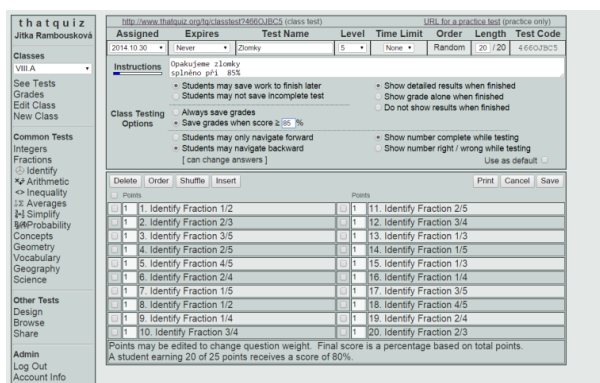 thatquiz
Jitka Rambousková
Classes
VIII.A
See Tests
Grades
Edit Class
New Class
Common Tests
Integers
Fractions
Identify
Arithmetic
<> Inequality
Averages
Simplify
Probability
Concepts
Geometry
Vocabulary
Geography
Science
Other Tests
Design
Browse
Share
Admin
Log Out
Account Info
http://www.thatquiz.org/tq/classtest?466OJBC5 (class test) URL for a practice test (practice only)
Assigned Expires Test Name Level Time Limit Order Length Test Code
2014.10.30 Never Zlomky 5 None Random 20 / 20 466OJBC5
Instructions
Opakujeme zlomky
splněno při 85%
Class Testing Options
Students may save work to finish later
Students may not save incomplete test
Show detailed results when finished
Show grade alone when finished
Do not show results when finished
Always save grades
Save grades when score ≥ 85 %
Students may only navigate forward
Students may navigate backward
[ can change answers ]
Show number complete while testing
Show number right / wrong while testing
Use as default
Delete Order Shuffle Insert Print Cancel Save
Points Points
1 1. Identify Fraction 1/2 1 11. Identify Fraction 2/5
1 2. Identify Fraction 3/4 1 12. Identify Fraction 2/3
1 3. Identify Fraction 3/5 1 13. Identify Fraction 1/3
1 4. Identify Fraction 2/5 1 14. Identify Fraction 1/5
1 5. Identify Fraction 4/5 1 15. Identify Fraction 1/3
1 6. Identify Fraction 2/4 1 16. Identify Fraction 1/4
1 7. Identify Fraction 1/5 1 17. Identify Fraction 3/5
1 8. Identify Fraction 1/2 1 18. Identify Fraction 4/5
1 9. Identify Fraction 1/4 1 19. Identify Fraction 2/4
1 10. Identify Fraction 3/4 1 20. Identify Fraction 2/3
Points may be edited to change question weight. Final score is a percentage based on total points.
A student earning 20 of 25 points receives a score of 80%.